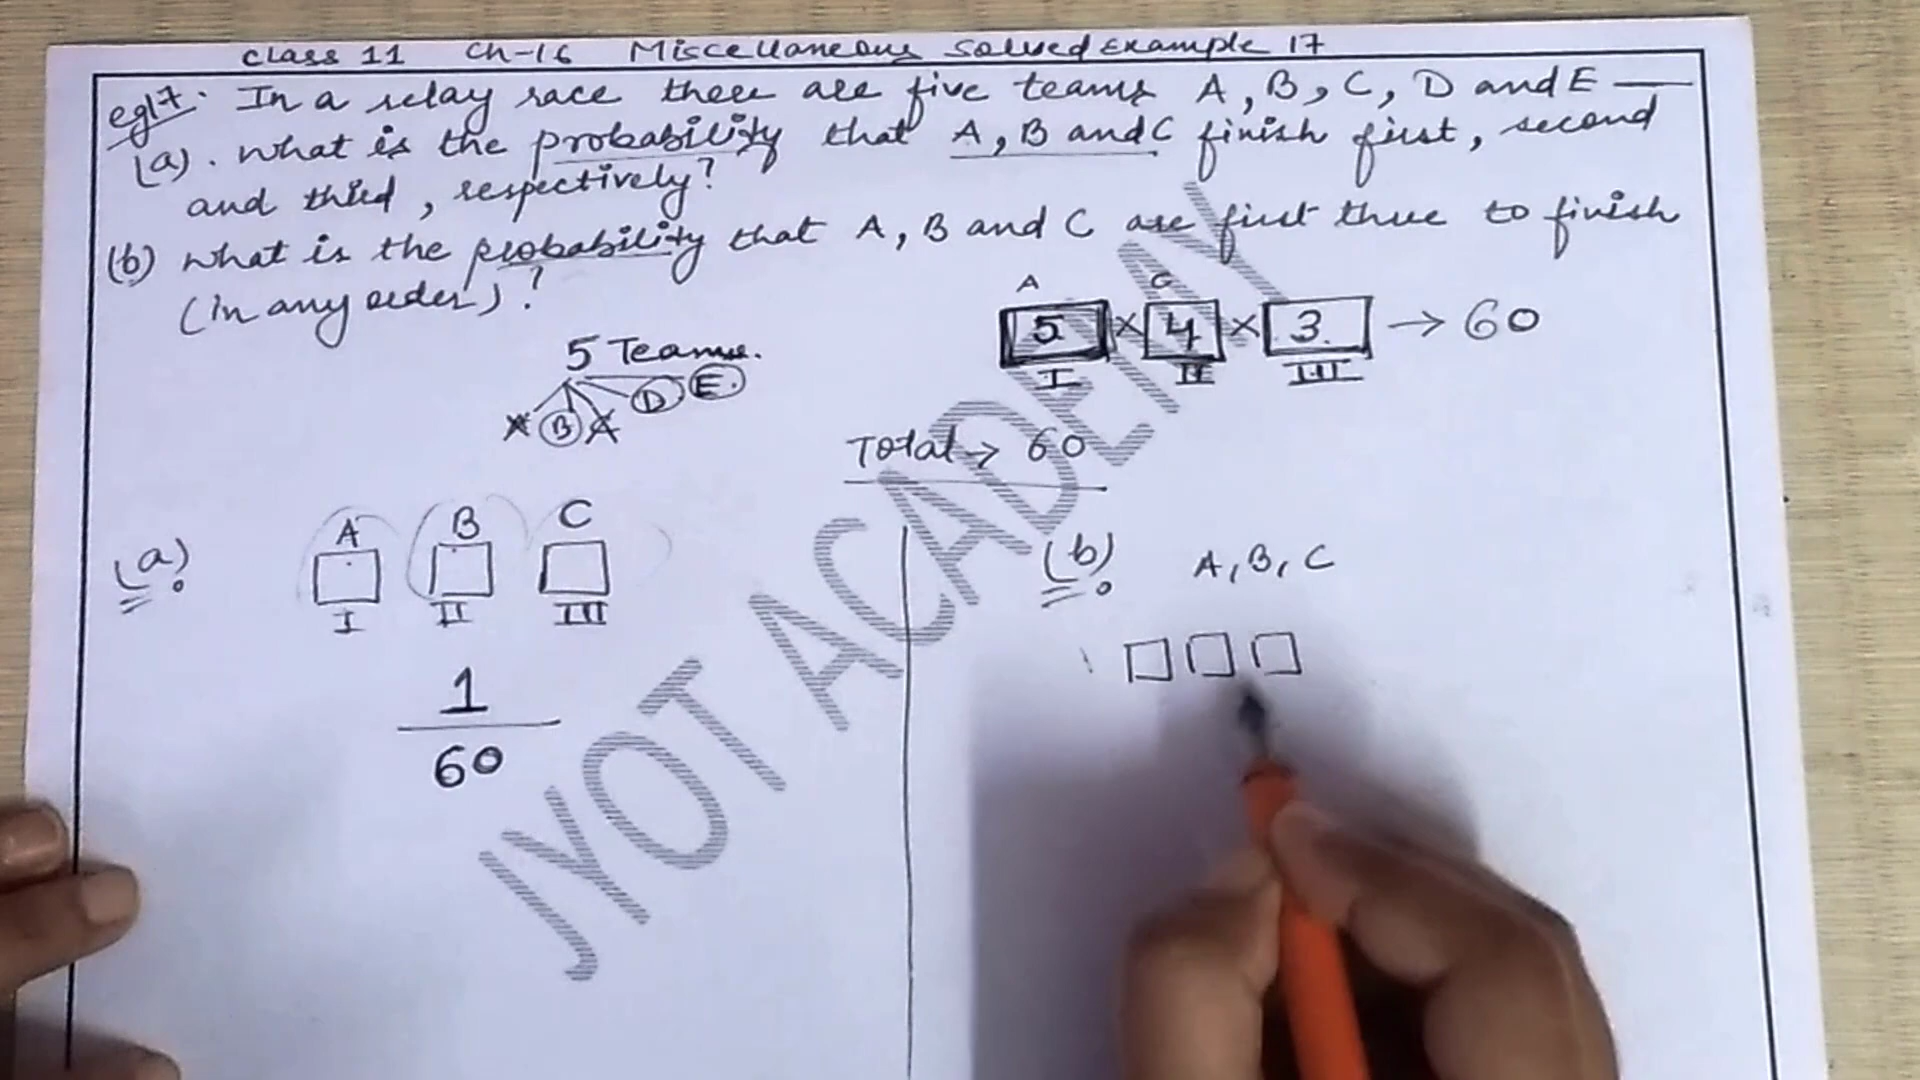 class 11 Ch-16 Miscellaneous Solved Example 17
eg17. In a relay race there are five teams A, B, C, D and E —
(a). What is the probability that A, B and C finish first, second
and third, respectively?
(b) What is the probability that A, B and C are first three to finish
(in any order)?
A C
5 × 4 × 3 → 60
I II III
5 Teams.
A B C D E.
Total → 60
(a)
A B C
I II III
1
60
(b)
A, B, C
JYOT ACADEMY